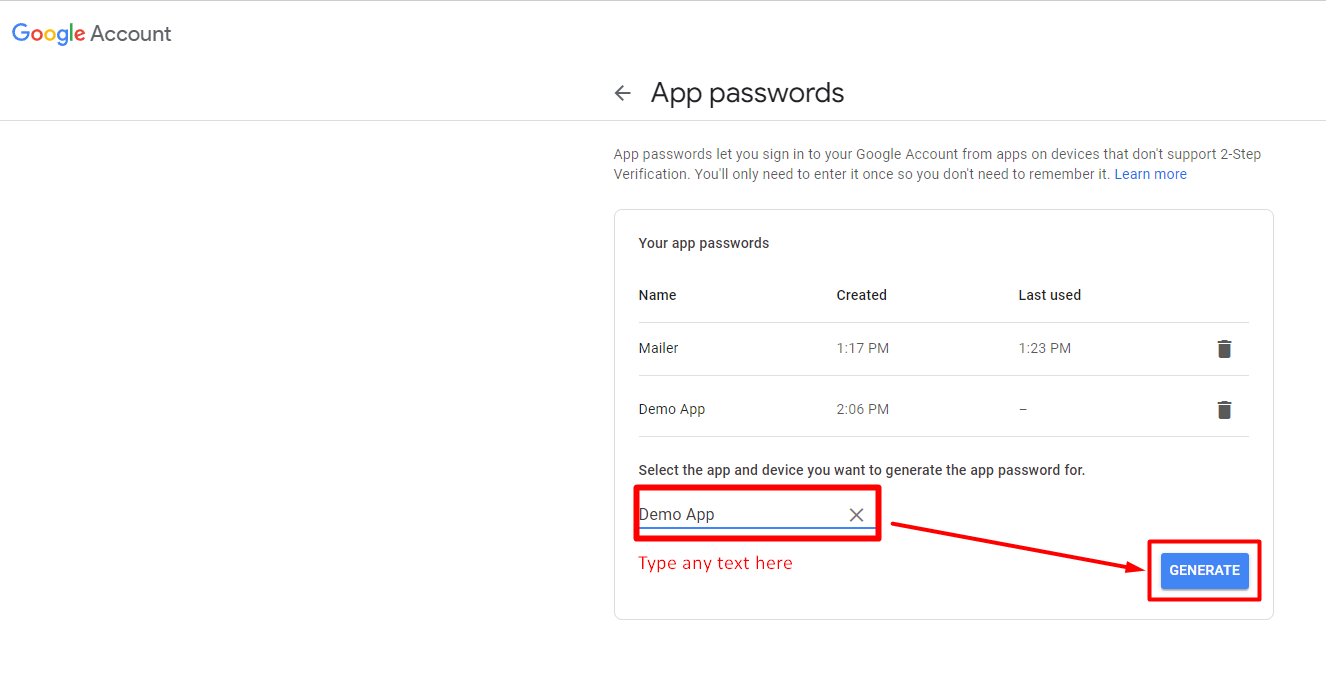 Google Account
App passwords
App passwords let you sign in to your Google Account from apps on devices that don't support 2-Step
Verification. You'll only need to enter it once so you don't need to remember it. Learn more
Your app passwords
Name Created Last used
Mailer 1:17 PM 1:23 PM
Demo App 2:06 PM –
Select the app and device you want to generate the app password for.
Demo App
Type any text here
GENERATE